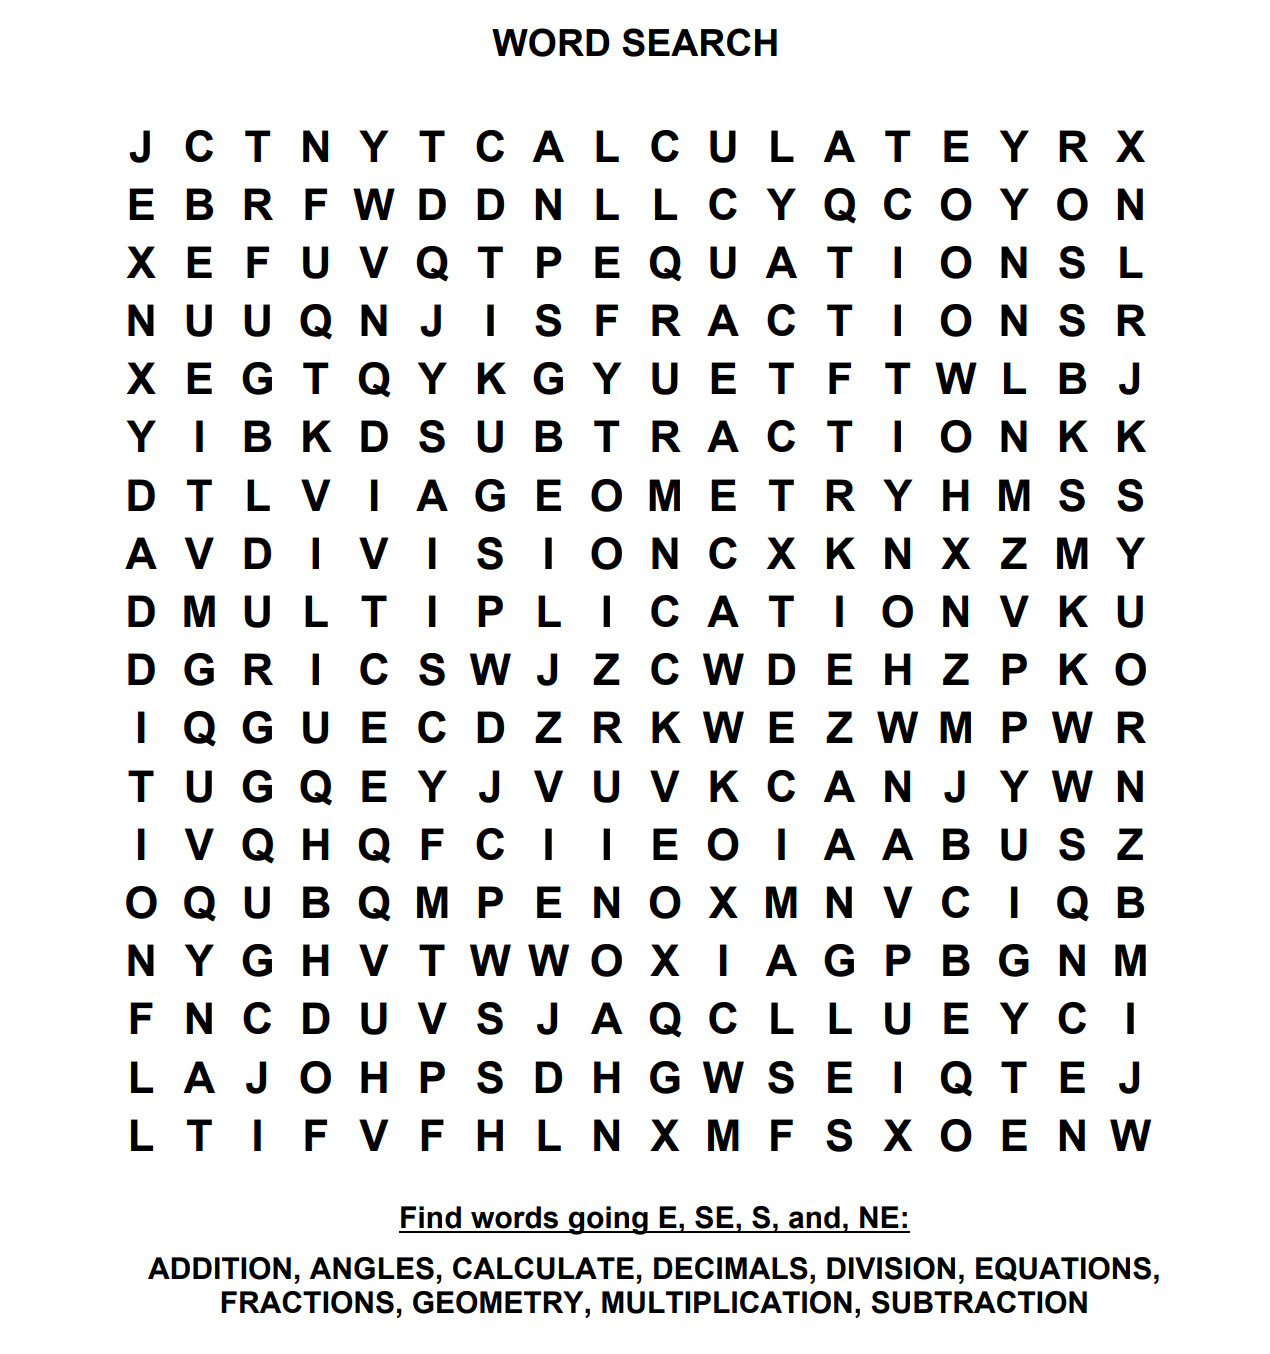 WORD SEARCH
J C T N Y T C A L C U L A T E Y R X
E B R F W D D N L L C Y Q C O Y O N
X E F U V Q T P E Q U A T I O N S L
N U U Q N J I S F R A C T I O N S R
X E G T Q Y K G Y U E T F T W L B J
Y I B K D S U B T R A C T I O N K K
D T L V I A G E O M E T R Y H M S S
A V D I V I S I O N C X K N X Z M Y
D M U L T I P L I C A T I O N V K U
D G R I C S W J Z C W D E H Z P K O
I Q G U E C D Z R K W E Z W M P W R
T U G Q E Y J V U V K C A N J Y W N
I V Q H Q F C I I E O I A A B U S Z
O Q U B Q M P E N O X M N V C I Q B
N Y G H V T W W O X I A G P B G N M
F N C D U V S J A Q C L L U E Y C I
L A J O H P S D H G W S E I Q T E J
L T I F V F H L N X M F S X O E N W
Find words going E, SE, S, and, NE:
ADDITION, ANGLES, CALCULATE, DECIMALS, DIVISION, EQUATIONS,
FRACTIONS, GEOMETRY, MULTIPLICATION, SUBTRACTION